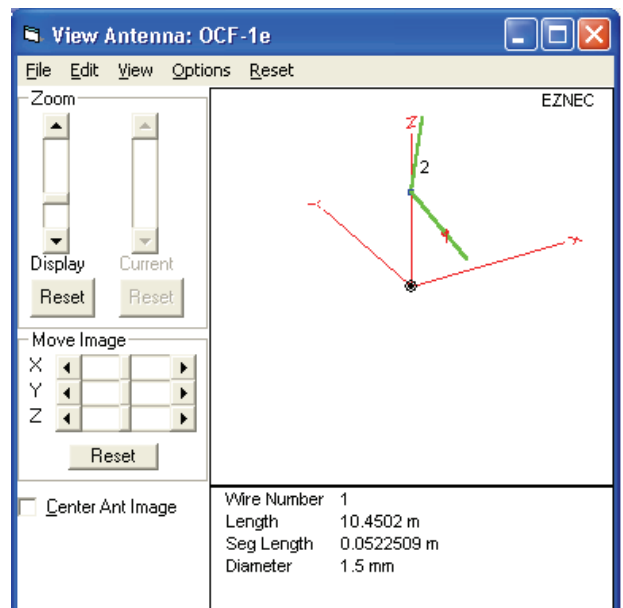 View Antenna: OCF-1e
File Edit View Options Reset
Zoom
Display Current
Reset Reset
Move Image
X
Y
Z
Reset
Center Ant Image
EZNEC
Z
2
Y
X
1
Wire Number 1
Length 10.4502 m
Seg Length 0.0522509 m
Diameter 1.5 mm